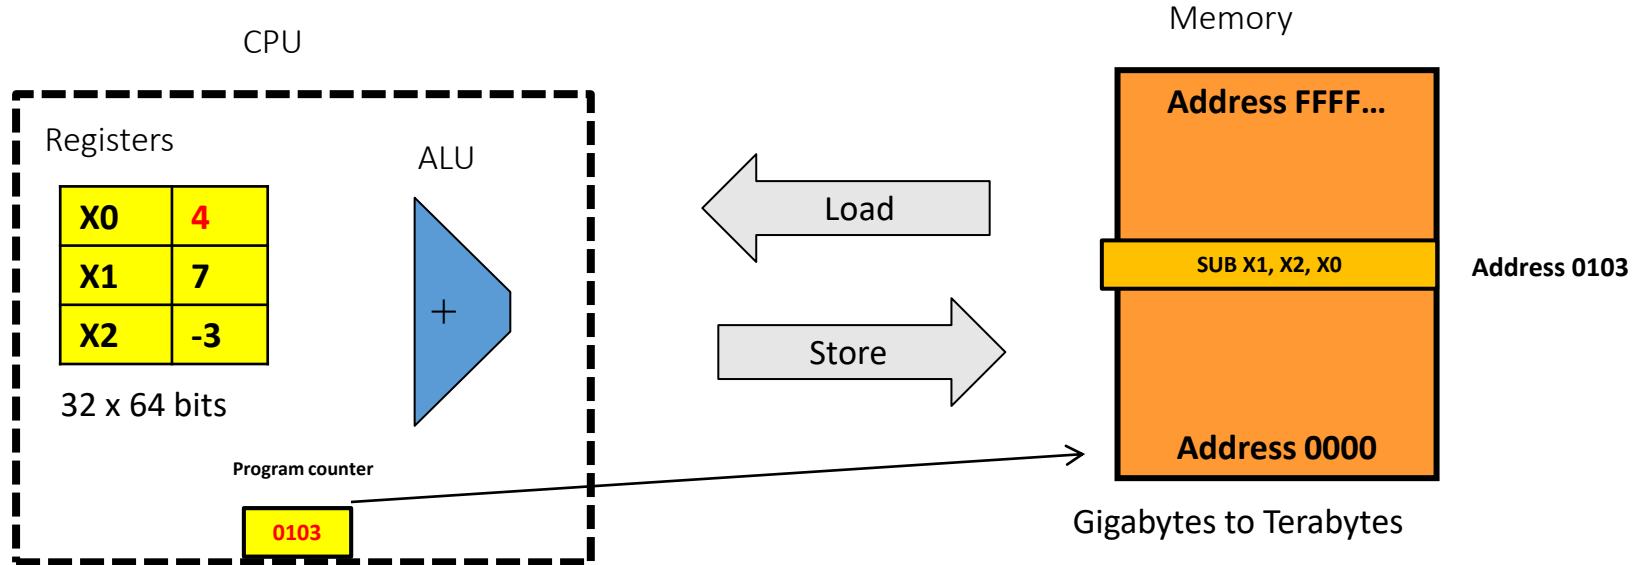 CPU
Memory
Registers
ALU
X0 4
X1 7
X2 -3
+
32 x 64 bits
Program counter
0103
Load
Store
Address FFFF...
SUB X1, X2, X0
Address 0103
Address 0000
Gigabytes to Terabytes